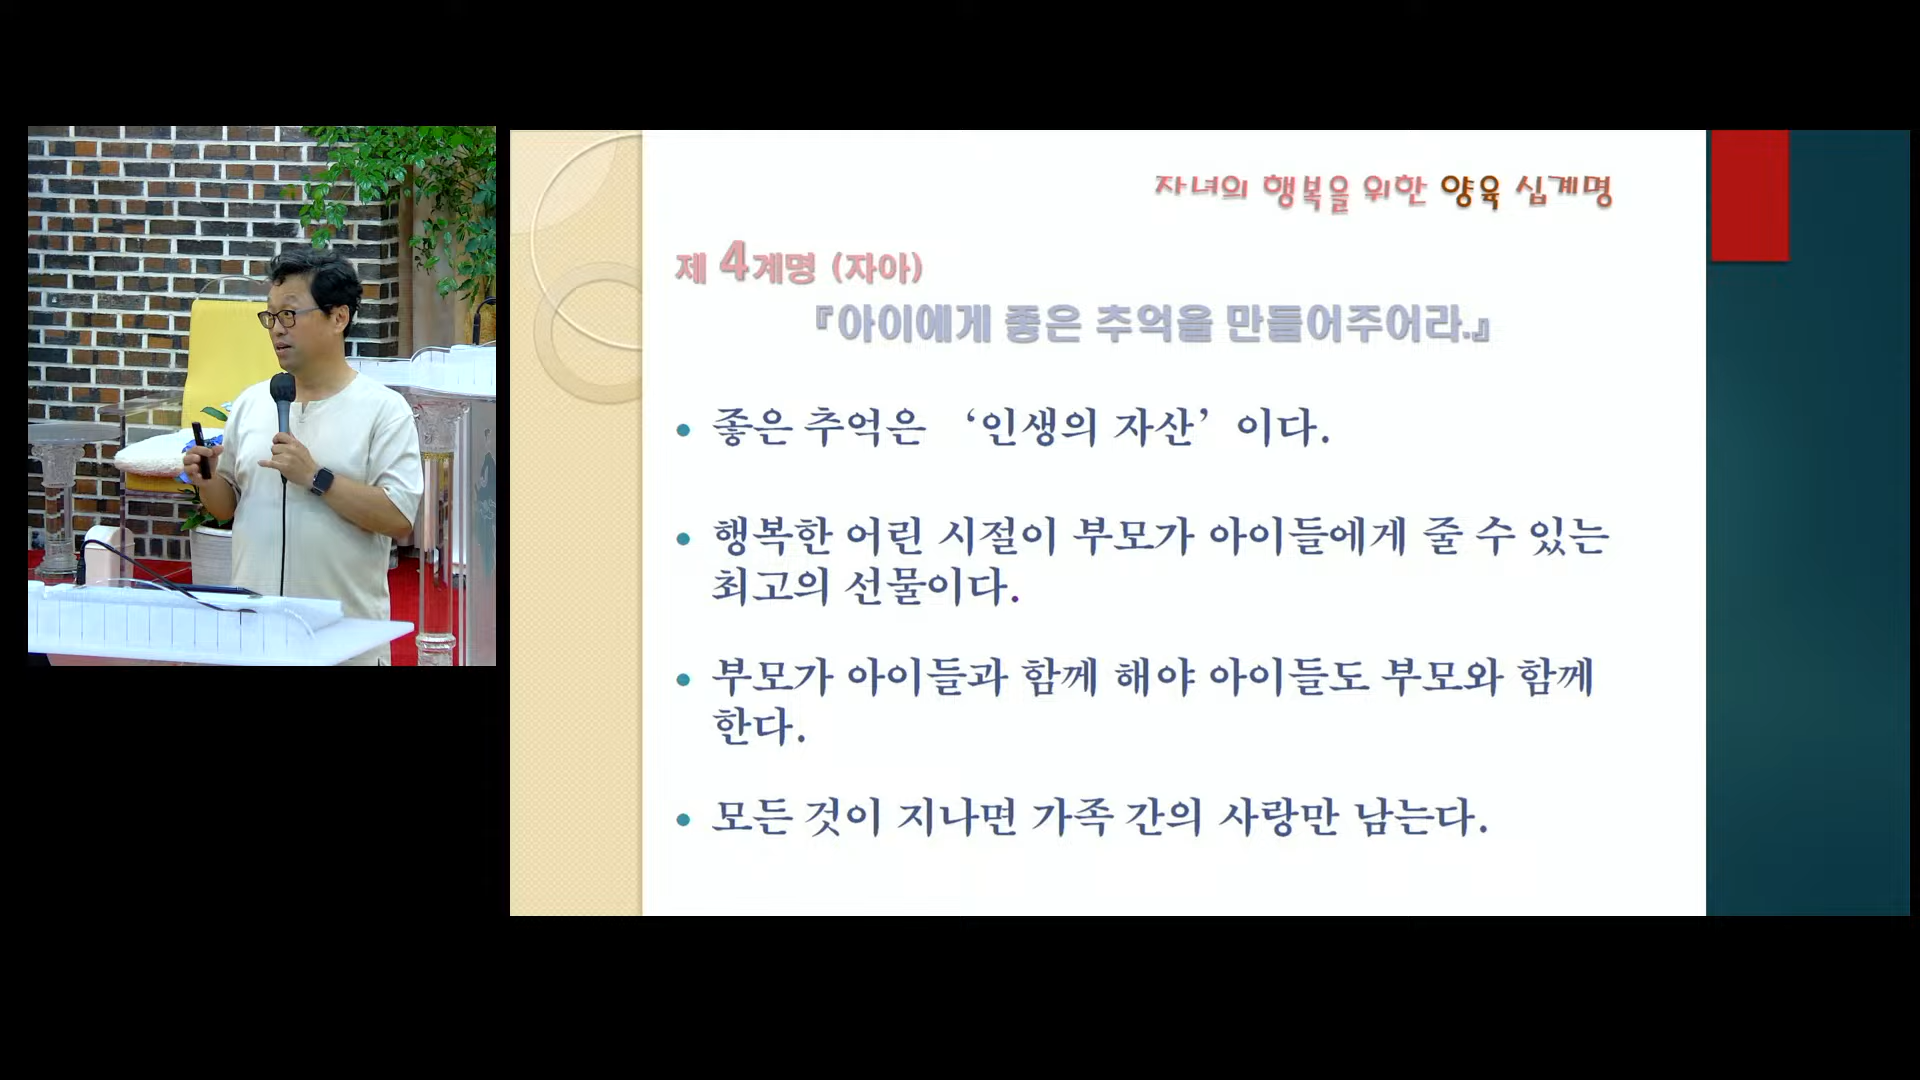 자녀의 행복을 위한 양육 십계명
제 4계명 (자아)
『아이에게 좋은 추억을 만들어주어라.』
• 좋은 추억은 ‘인생의 자산’ 이다.
• 행복한 어린 시절이 부모가 아이들에게 줄 수 있는
최고의 선물이다.
• 부모가 아이들과 함께 해야 아이들도 부모와 함께
한다.
• 모든 것이 지나면 가족 간의 사랑만 남는다.